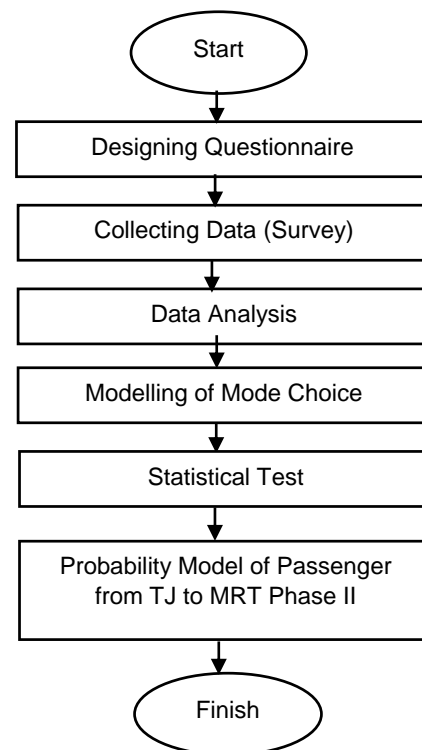 Start
Designing Questionnaire
Collecting Data (Survey)
Data Analysis
Modelling of Mode Choice
Statistical Test
Probability Model of Passenger
from TJ to MRT Phase II
Finish